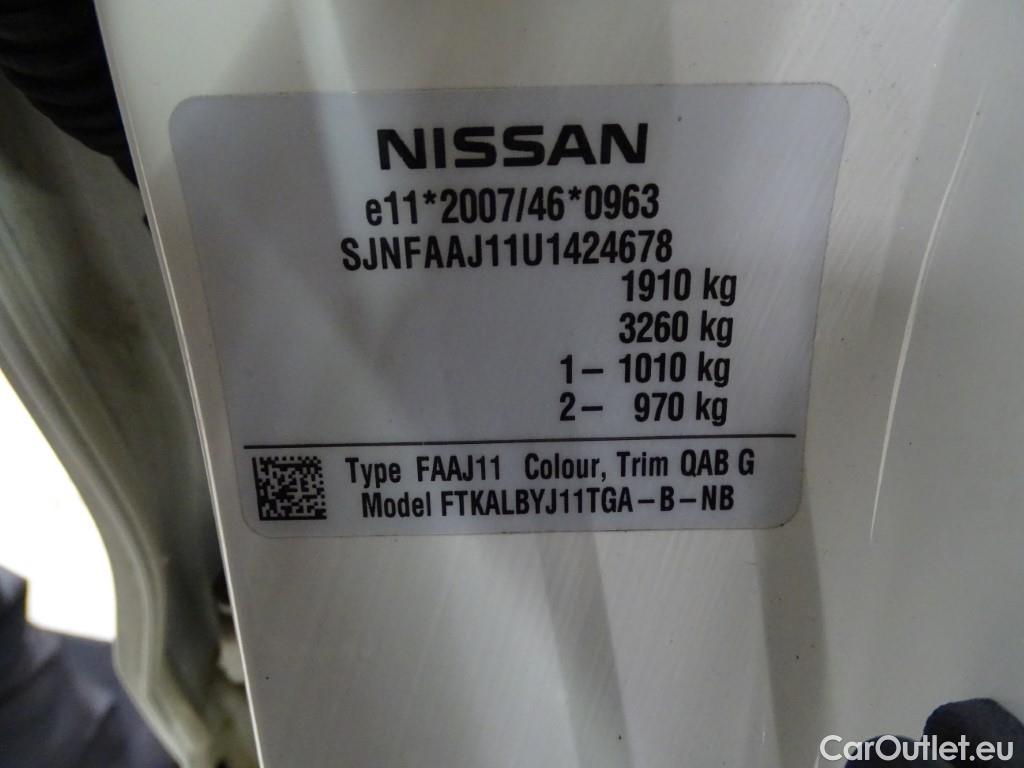 NISSAN
e11*2007/46*0963
SJNFAAJ11U1424678
1910 kg
3260 kg
1- 1010 kg
2- 970 kg
Type FAAJ11 Colour, Trim QAB G
Model FTKALBYJ11TGA-B-NB
CarOutlet.eu